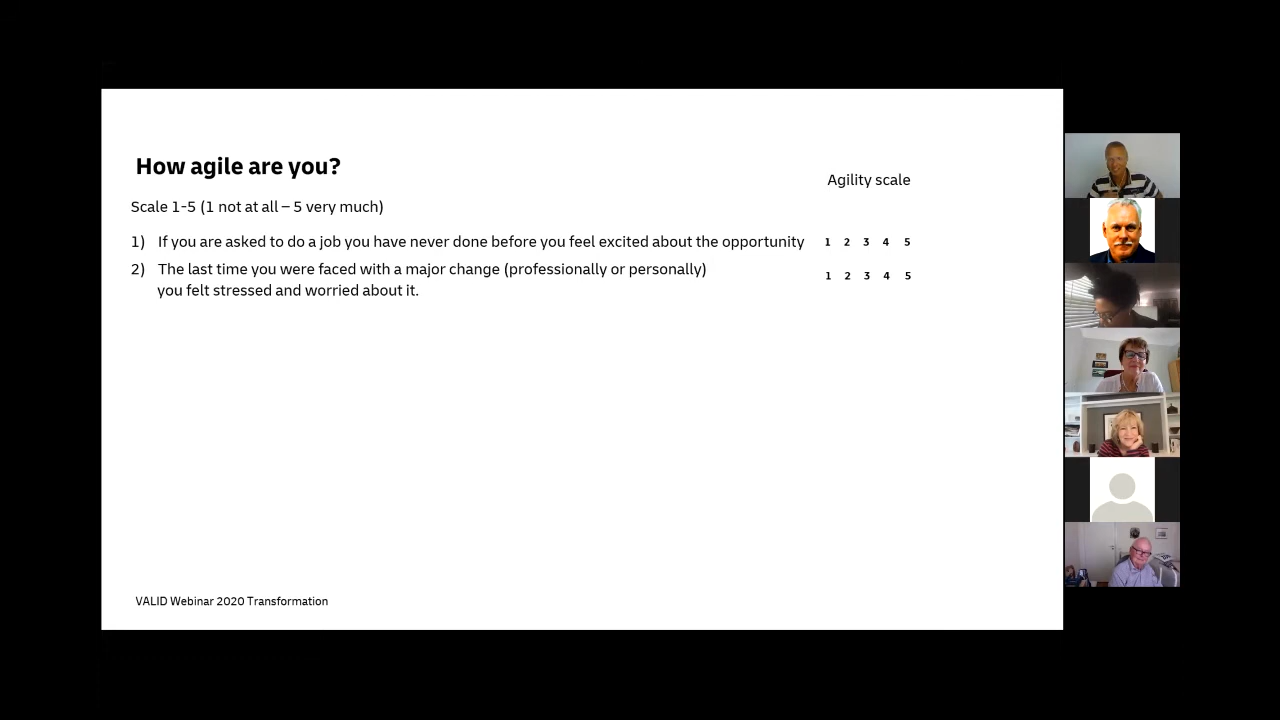 How agile are you?
Agility scale
Scale 1-5 (1 not at all – 5 very much)
1) If you are asked to do a job you have never done before you feel excited about the opportunity 1 2 3 4 5
2) The last time you were faced with a major change (professionally or personally) 1 2 3 4 5
you felt stressed and worried about it.
VALID Webinar 2020 Transformation